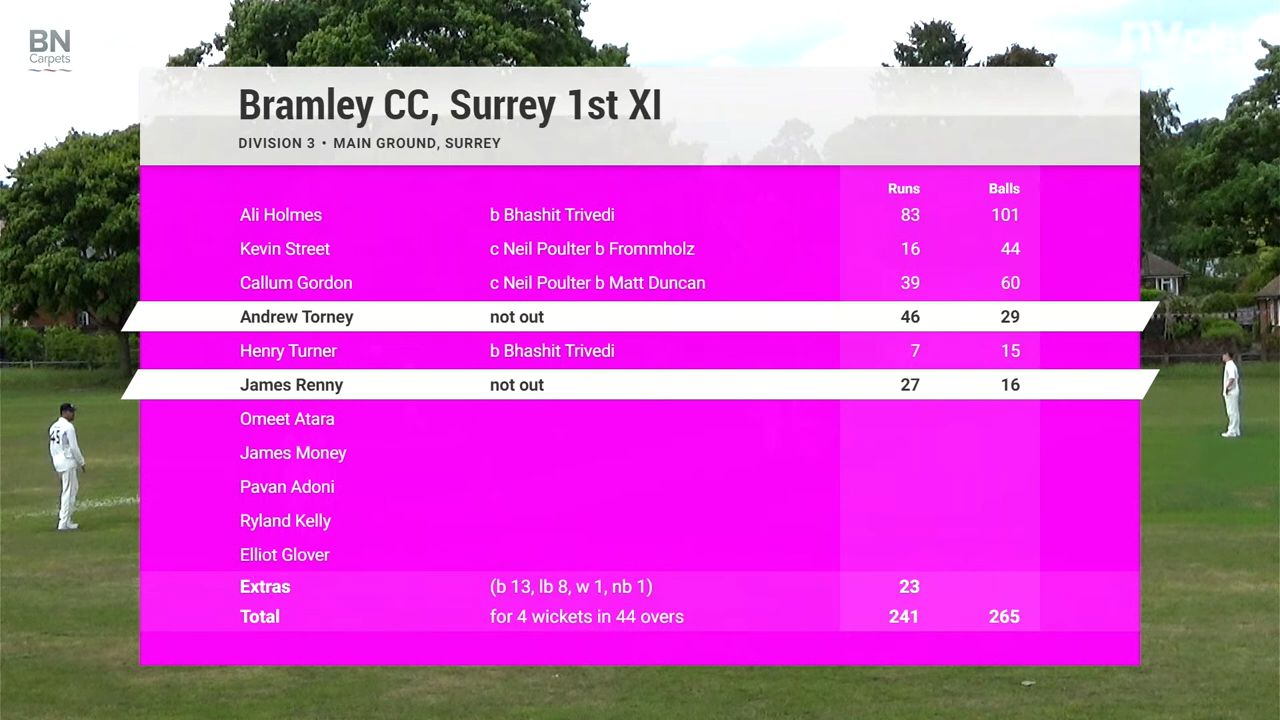 BN
Carpets
Bramley CC, Surrey 1st XI
DIVISION 3 • MAIN GROUND, SURREY
Runs Balls
Ali Holmes b Bhashit Trivedi 83 101
Kevin Street c Neil Poulter b Frommholz 16 44
Callum Gordon c Neil Poulter b Matt Duncan 39 60
Andrew Torney not out 46 29
Henry Turner b Bhashit Trivedi 7 15
James Renny not out 27 16
Omeet Atara
James Money
Pavan Adoni
Ryland Kelly
Elliot Glover
Extras (b 13, lb 8, w 1, nb 1) 23
Total for 4 wickets in 44 overs 241 265
45